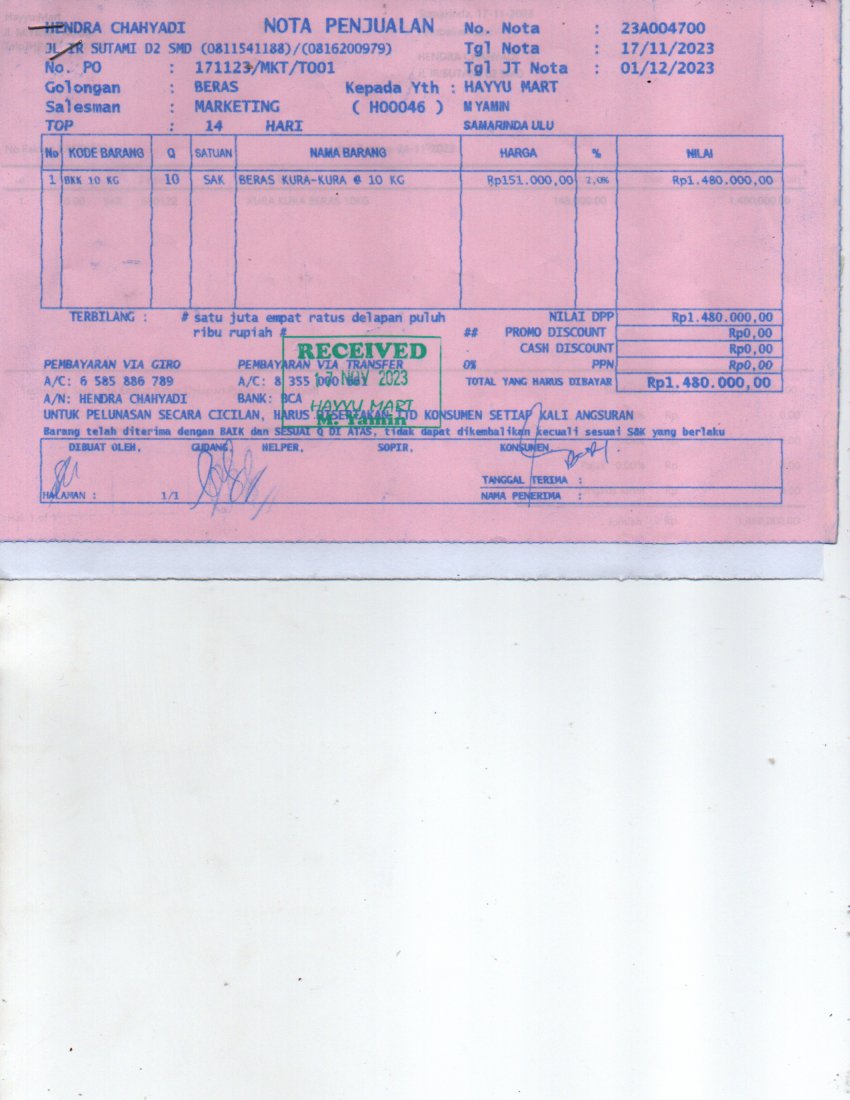 HENDRA CHAHYADI NOTA PENJUALAN No. Nota : 23A004700
JL IR SUTAMI D2 SMD (0811541188)/(0816200979) Tgl Nota : 17/11/2023
No. PO : 171123/MKT/TO01 Tgl JT Nota : 01/12/2023
Golongan : BERAS Kepada Yth : HAYYU MART
Salesman : MARKETING ( H00046 ) M YAMIN
TOP : 14 HARI SAMARINDA ULU
No KODE BARANG Q SATUAN NAMA BARANG HARGA % NILAI
1 BKK 10 KG 10 SAK BERAS KURA-KURA @ 10 KG Rp151.000,00 2,0% Rp1.480.000,00
TERBILANG : # satu juta empat ratus delapan puluh NILAI DPP Rp1.480.000,00
ribu rupiah # ## PROMO DISCOUNT Rp0,00
RECEIVED . CASH DISCOUNT Rp0,00
PEMBAYARAN VIA GIRO PEMBAYARAN VIA TRANSFER 0% PPN Rp0,00
A/C: 6 585 886 789 A/C: 8 355 000 17 NOV 2023 TOTAL YANG HARUS DIBAYAR Rp1.480.000,00
A/N: HENDRA CHAHYADI BANK: BCA HAYYU MART
UNTUK PELUNASAN SECARA CICILAN, HARUS DISERTAKAN TTD KONSUMEN SETIAP KALI ANGSURAN
M. Yamin
Barang telah diterima dengan BAIK dan SESUAI Q DI ATAS, tidak dapat dikembalikan kecuali sesuai S&K yang berlaku
DIBUAT OLEH, GUDANG, HELPER, SOPIR, KONSUMEN,
TANGGAL TERIMA :
HALAMAN : 1/1 NAMA PENERIMA :